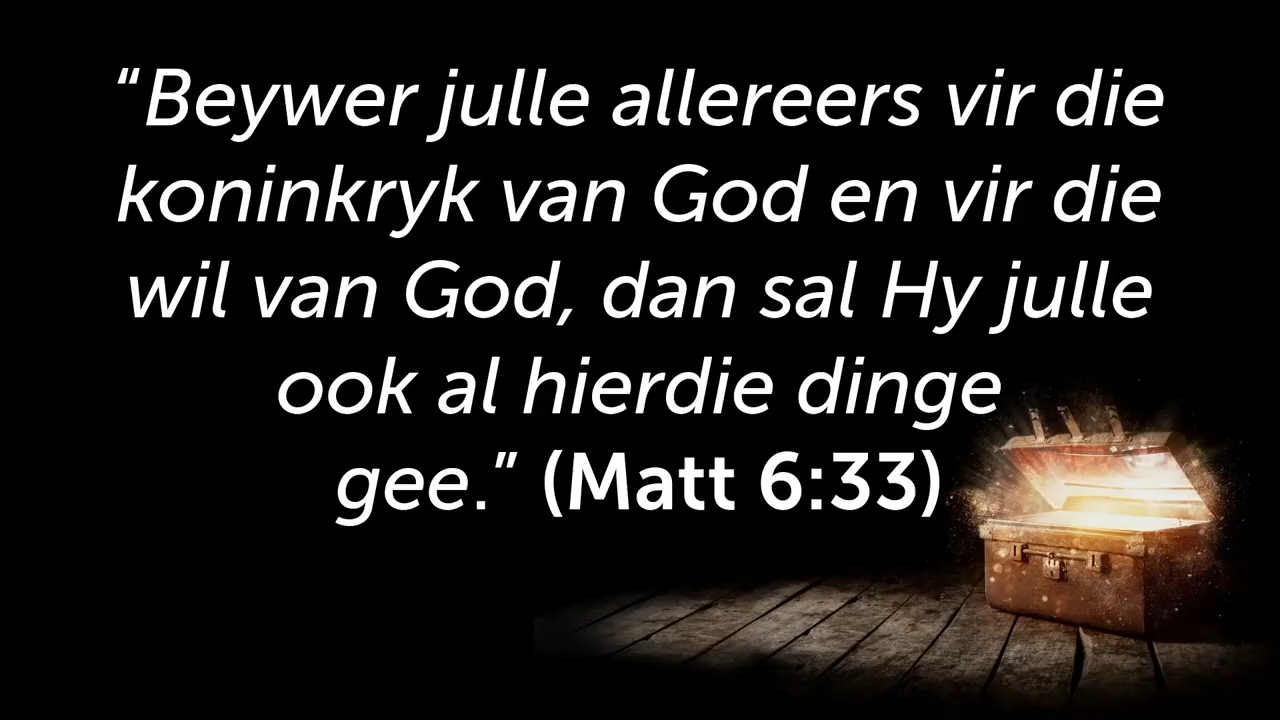 “Beywer julle allereers vir die
koninkryk van God en vir die
wil van God, dan sal Hy julle
ook al hierdie dinge
gee.” (Matt 6:33)